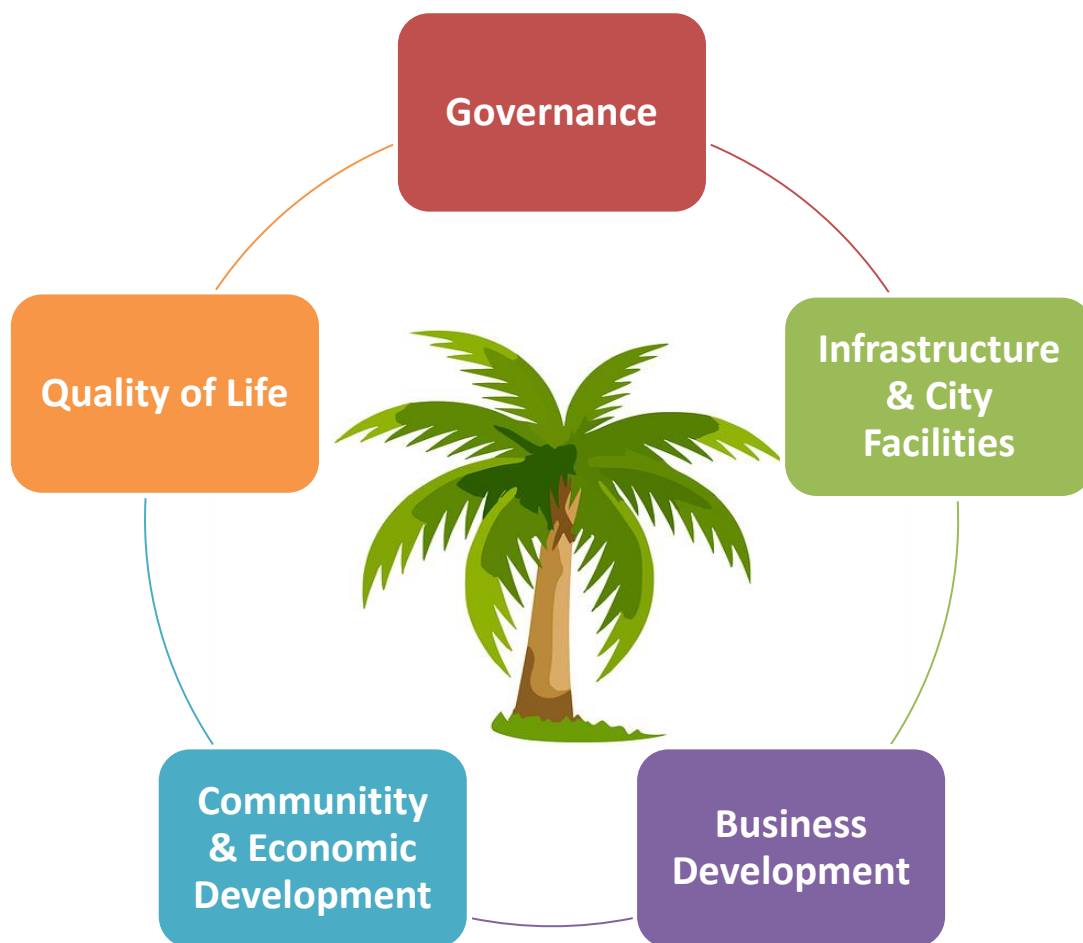 Governance
Infrastructure
& City
Facilities
Business
Development
Communitity
& Economic
Development
Quality of Life